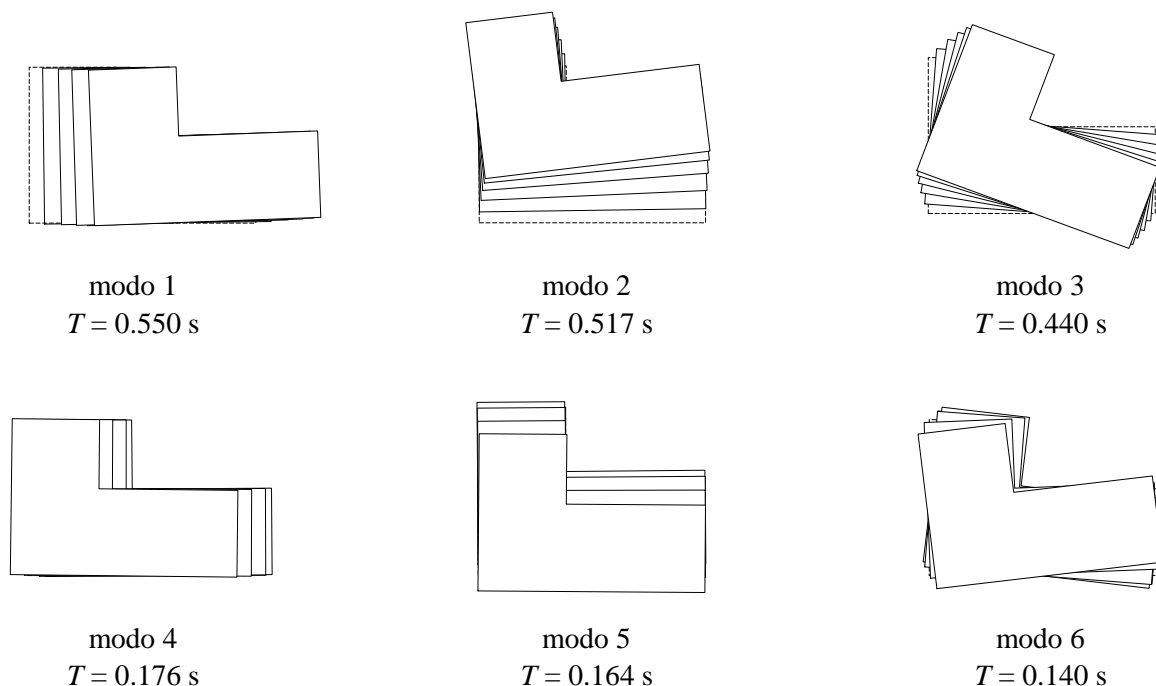 modo 1
T = 0.550 s
modo 2
T = 0.517 s
modo 3
T = 0.440 s
modo 4
T = 0.176 s
modo 5
T = 0.164 s
modo 6
T = 0.140 s